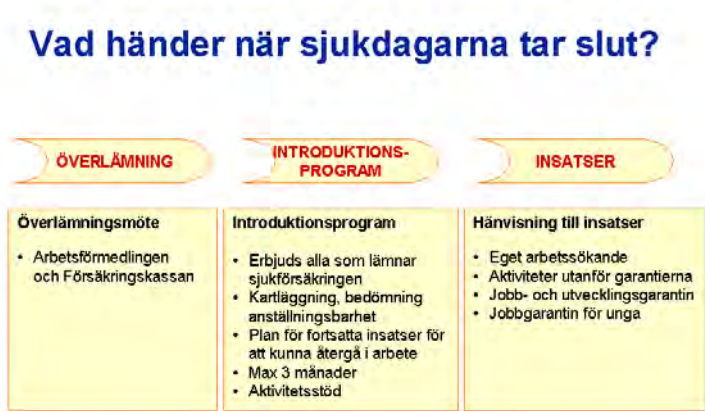 Vad händer när sjukdagarna tar slut?
ÖVERLÄMNING
INTRODUKTIONS-
PROGRAM
INSATSER
Överlämningsmöte
• Arbetsförmedlingen
och Försäkringskassan
Introduktionsprogram
• Erbjuds alla som lämnar
sjukförsäkringen
• Kartläggning, bedömning
anställningsbarhet
• Plan för fortsatta insatser för
att kunna återgå i arbete
• Max 3 månader
• Aktivitetsstöd
Hänvisning till insatser
• Eget arbetssökande
• Aktiviteter utanför garantierna
• Jobb- och utvecklingsgarantin
• Jobbgarantin för unga